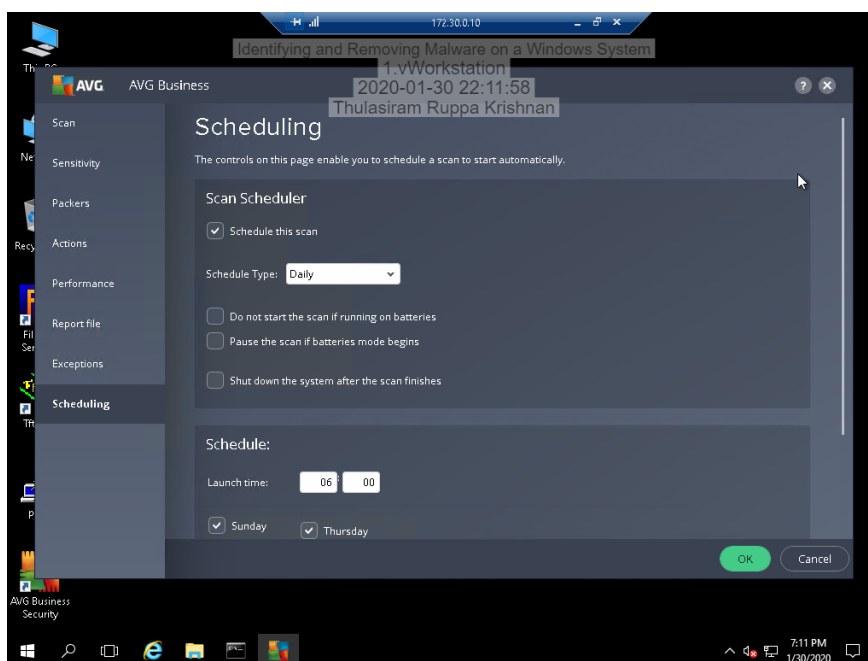 172.30.0.10
Identifying and Removing Malware on a Windows System
1.vWorkstation
2020-01-30 22:11:58
Thulasiram Ruppa Krishnan
AVG AVG Business
Scan
Sensitivity
Packers
Actions
Performance
Report file
Exceptions
Scheduling
Scheduling
The controls on this page enable you to schedule a scan to start automatically.
Scan Scheduler
Schedule this scan
Schedule Type: Daily
Do not start the scan if running on batteries
Pause the scan if batteries mode begins
Shut down the system after the scan finishes
Schedule:
Launch time: 06 : 00
Sunday Thursday
OK Cancel
AVG Business
Security
7:11 PM
1/30/2020